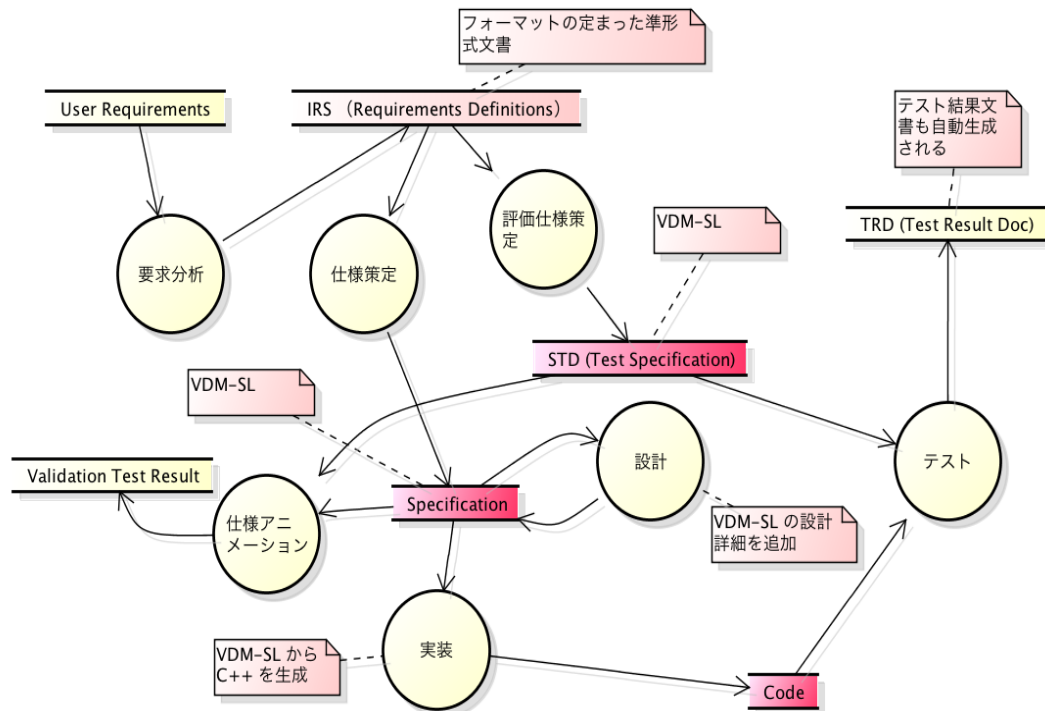 フォーマットの定まった準形
式文書
User Requirements
IRS （Requirements Definitions）
テスト結果文
書も自動生成
される
要求分析
仕様策定
評価仕様策
定
VDM-SL
TRD (Test Result Doc)
STD (Test Specification)
VDM-SL
設計
テスト
Validation Test Result
仕様アニ
メーション
Specification
VDM-SL の設計
詳細を追加
VDM-SL から
C++ を生成
実装
Code